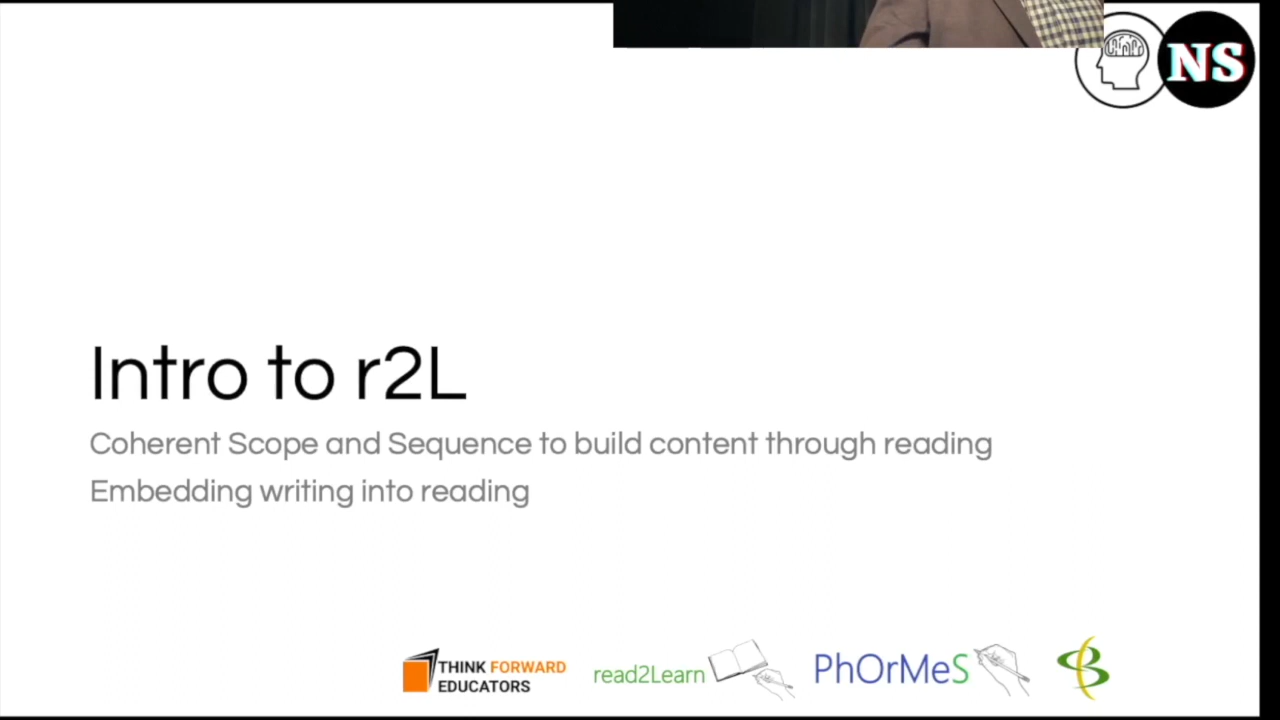 NS
Intro to r2L
Coherent Scope and Sequence to build content through reading
Embedding writing into reading
THINK FORWARD
EDUCATORS
read2Learn
PhOrMeS